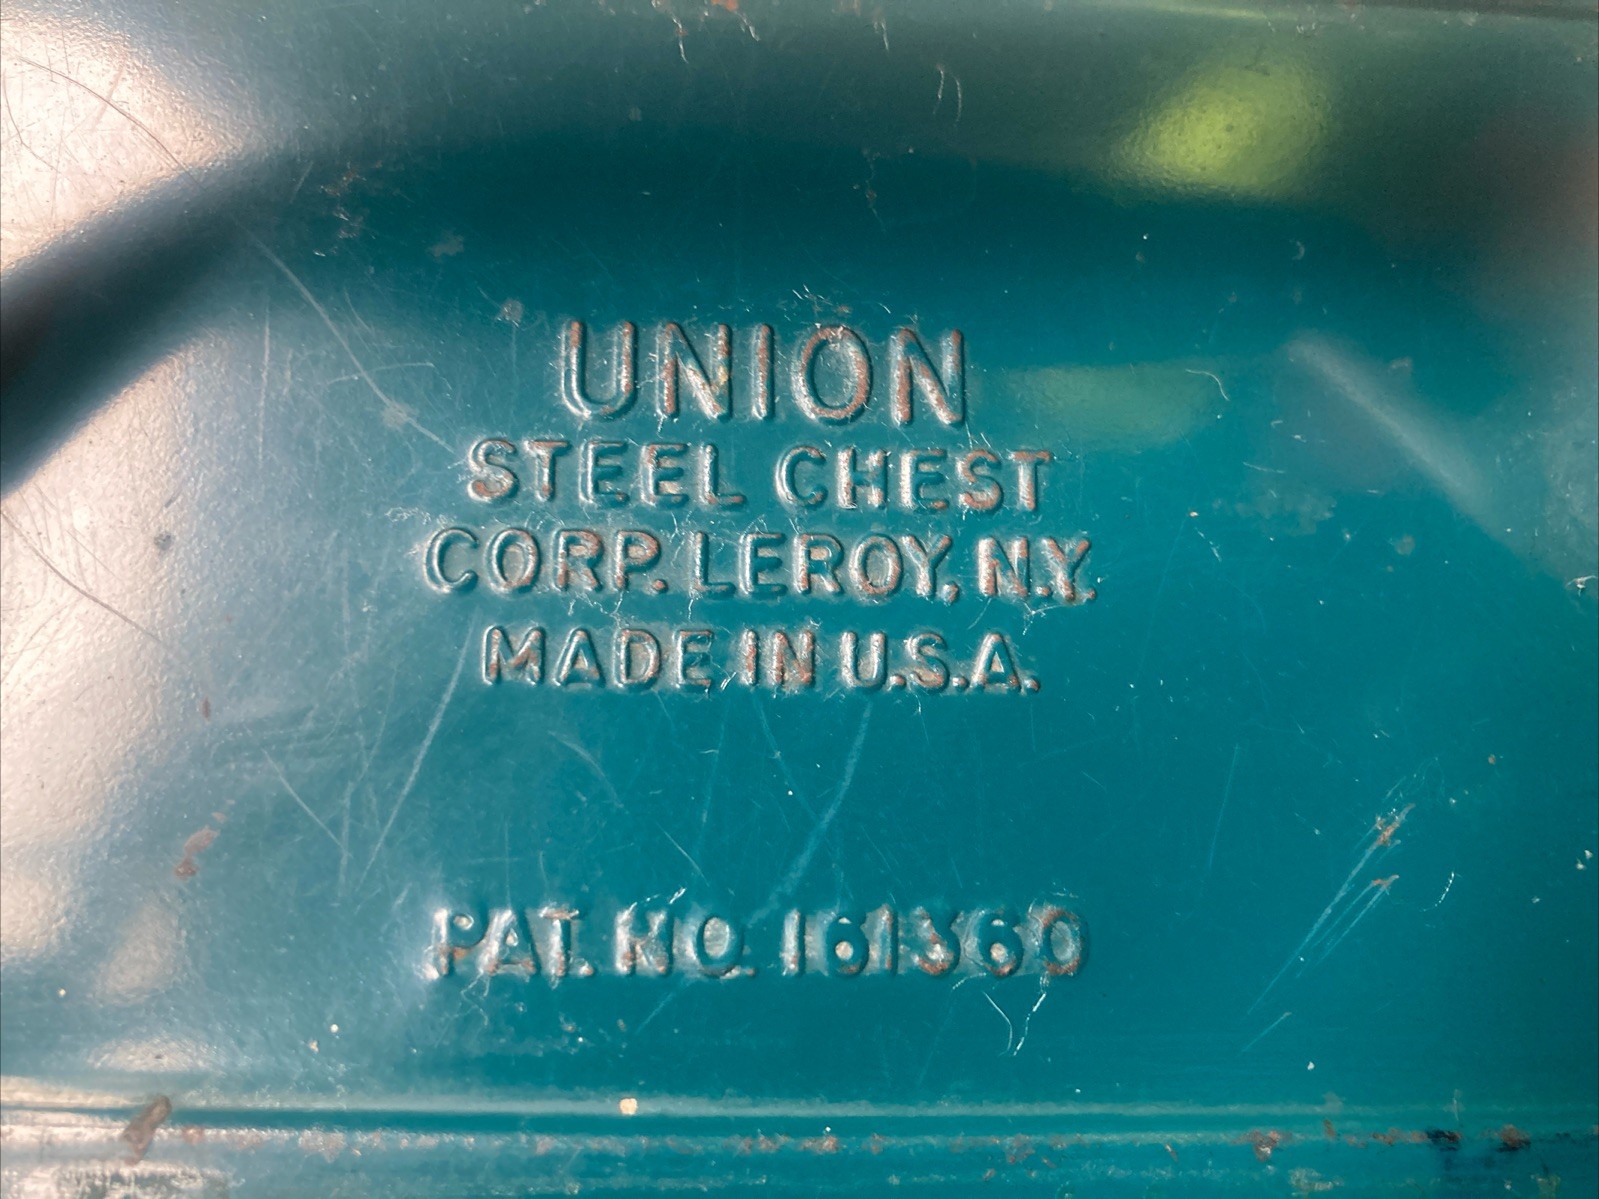 UNION
STEEL CHEST
CORP. LEROY, N.Y.
MADE IN U.S.A.
PAT. NO. 161360